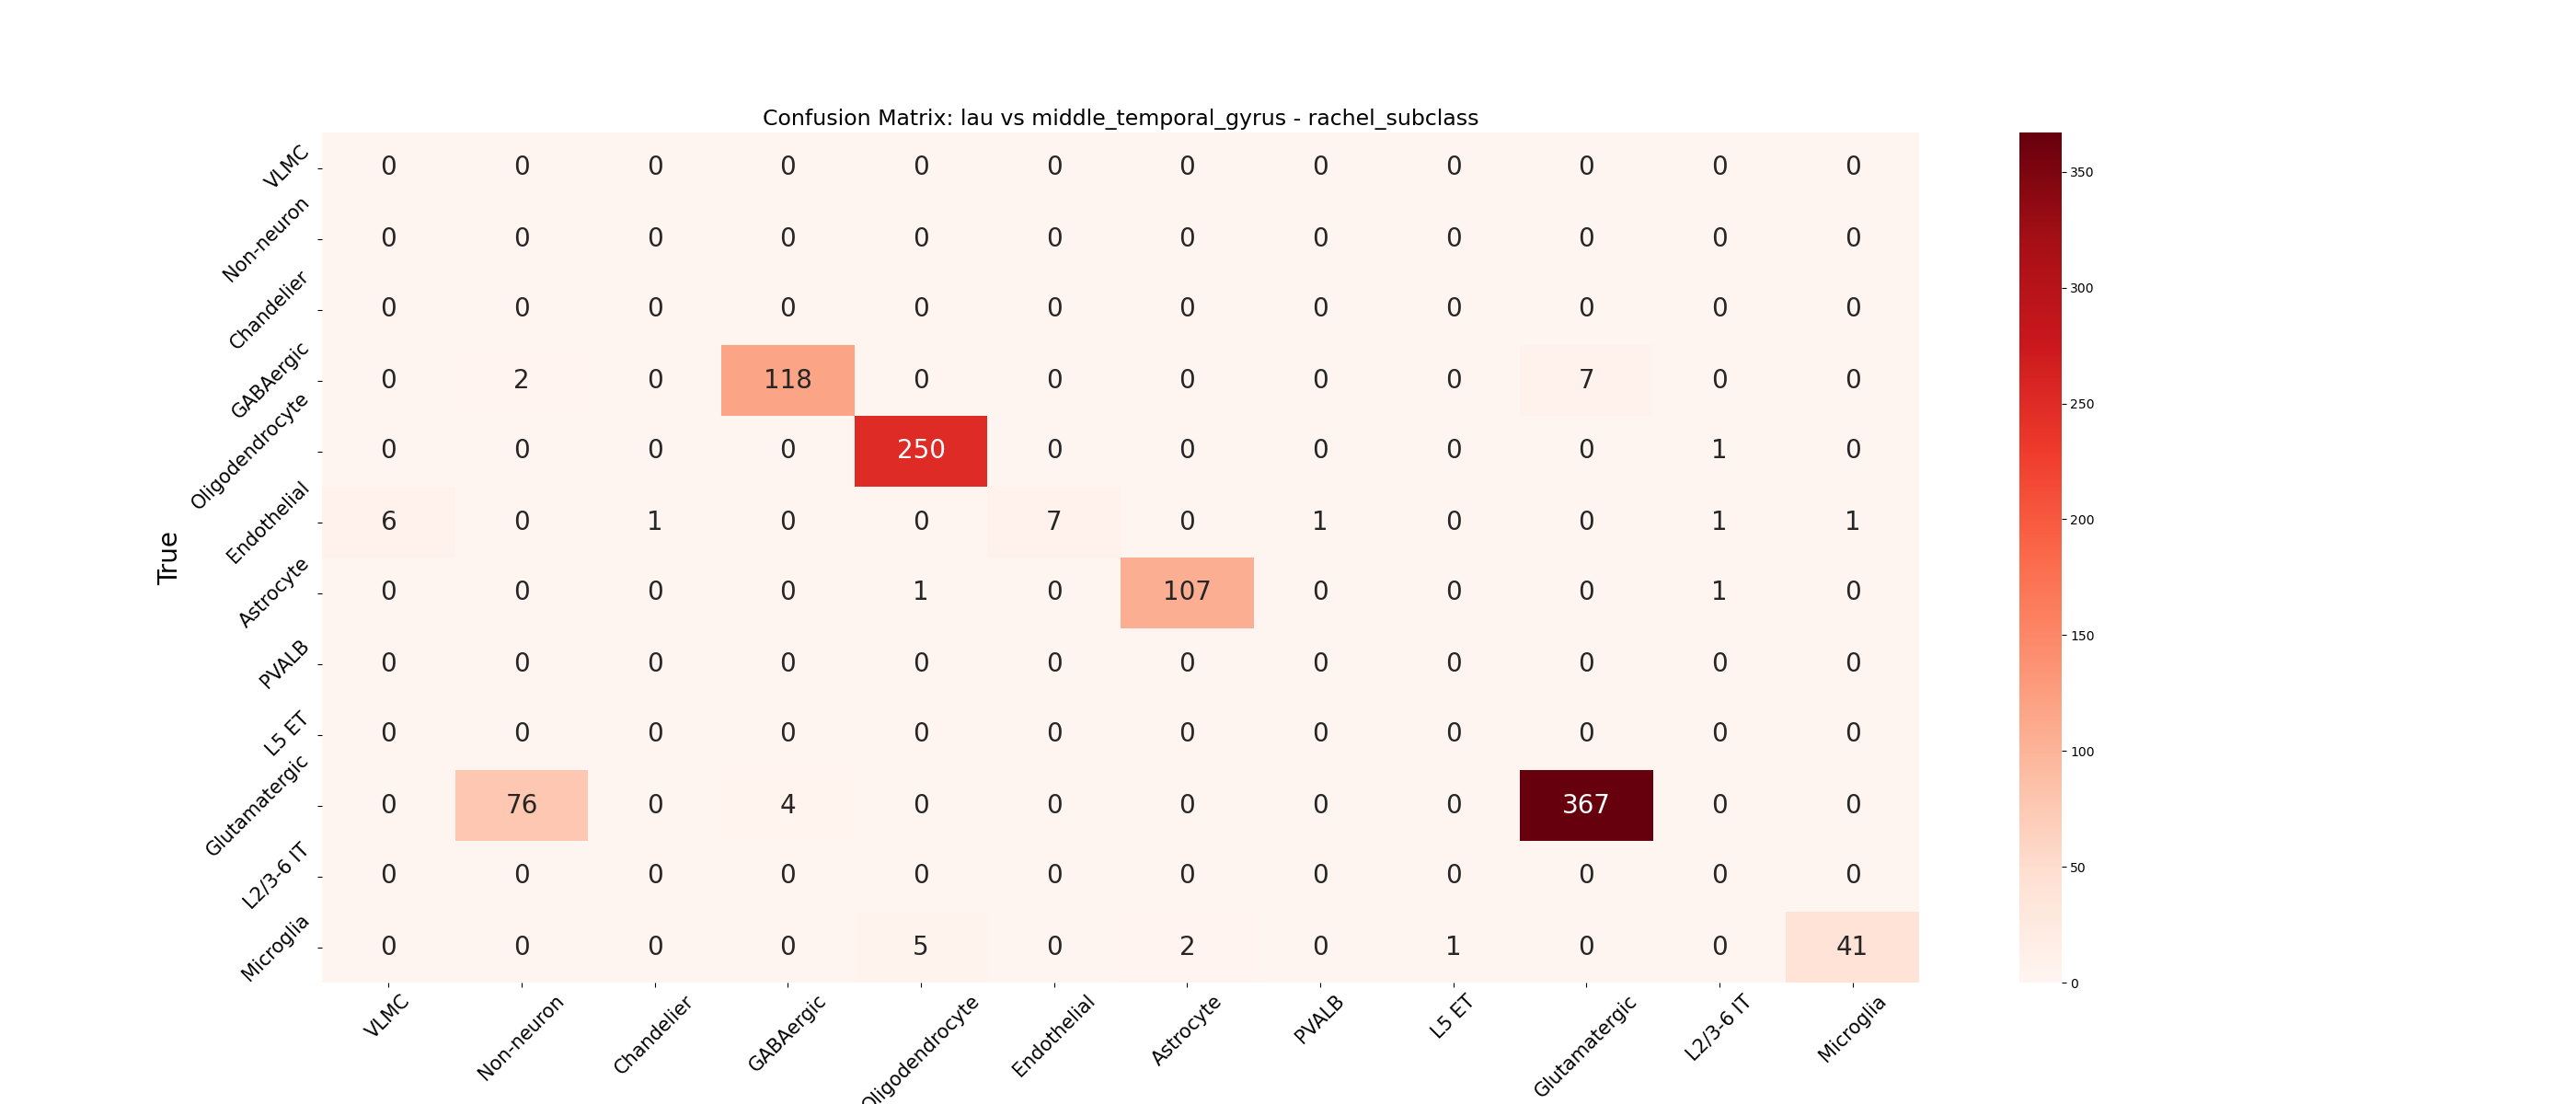 Confusion Matrix: lau vs middle_temporal_gyrus - rachel_subclass
True
VLMC 0 0 0 0 0 0 0 0 0 0 0 0
Non-neuron 0 0 0 0 0 0 0 0 0 0 0 0
Chandelier 0 0 0 0 0 0 0 0 0 0 0 0
GABAergic 0 2 0 118 0 0 0 0 0 7 0 0
Oligodendrocyte 0 0 0 0 250 0 0 0 0 0 1 0
Endothelial 6 0 1 0 0 7 0 1 0 0 1 1
Astrocyte 0 0 0 0 1 0 107 0 0 0 1 0
PVALB 0 0 0 0 0 0 0 0 0 0 0 0
L5 ET 0 0 0 0 0 0 0 0 0 0 0 0
Glutamatergic 0 76 0 4 0 0 0 0 0 367 0 0
L2/3-6 IT 0 0 0 0 0 0 0 0 0 0 0 0
Microglia 0 0 0 0 5 0 2 0 1 0 0 41
VLMC Non-neuron Chandelier GABAergic Oligodendrocyte Endothelial Astrocyte PVALB L5 ET Glutamatergic L2/3-6 IT Microglia
350
300
250
200
150
100
50
0